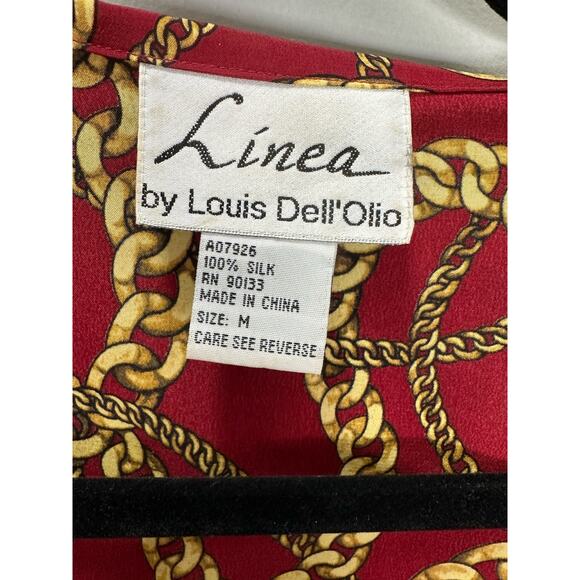 Linea
by Louis Dell'Olio
A07926
100% SILK
RN 90133
MADE IN CHINA
SIZE: M
CARE SEE REVERSE